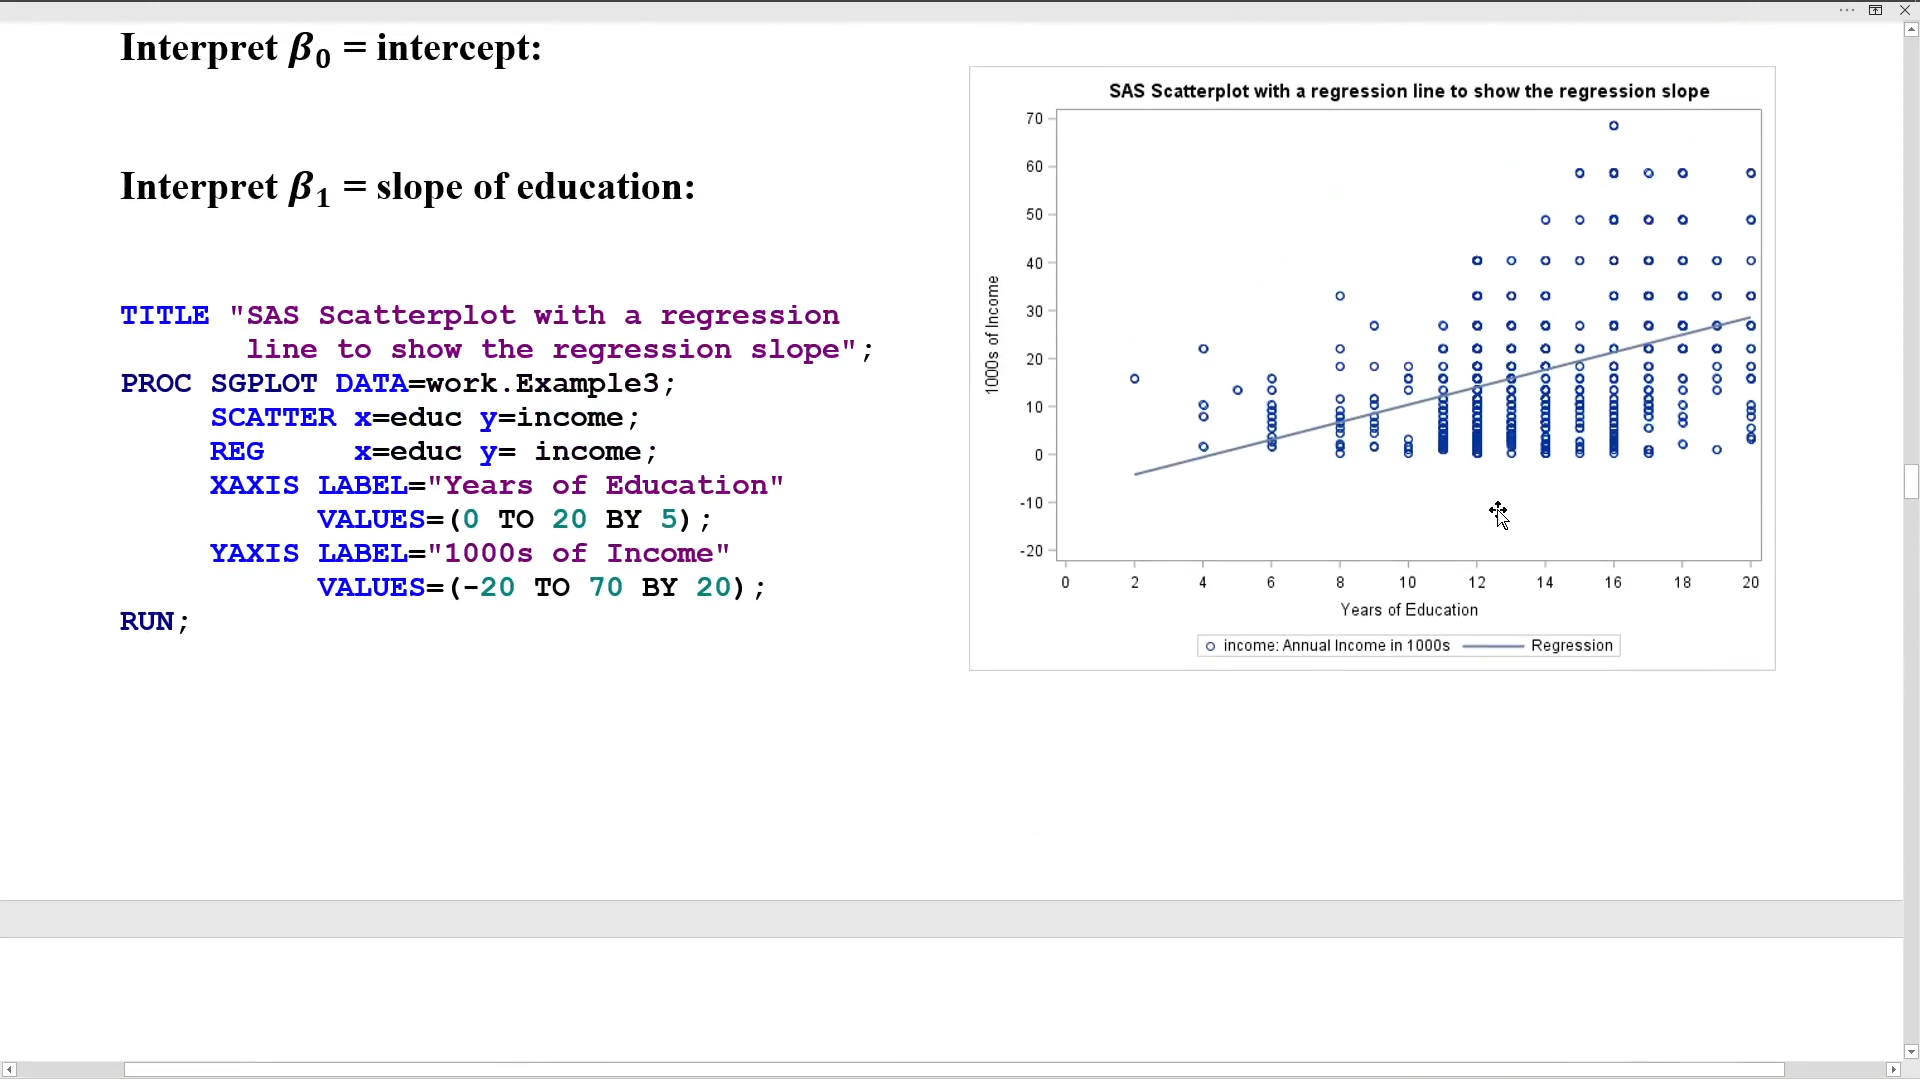 Interpret β0 = intercept:
Interpret β1 = slope of education:
TITLE "SAS Scatterplot with a regression
line to show the regression slope";
PROC SGPLOT DATA=work.Example3;
SCATTER x=educ y=income;
REG x=educ y= income;
XAXIS LABEL="Years of Education"
VALUES=(0 TO 20 BY 5);
YAXIS LABEL="1000s of Income"
VALUES=(-20 TO 70 BY 20);
RUN;
SAS Scatterplot with a regression line to show the regression slope
1000s of Income
70
60
50
40
30
20
10
0
-10
-20
0 2 4 6 8 10 12 14 16 18 20
Years of Education
income: Annual Income in 1000s Regression